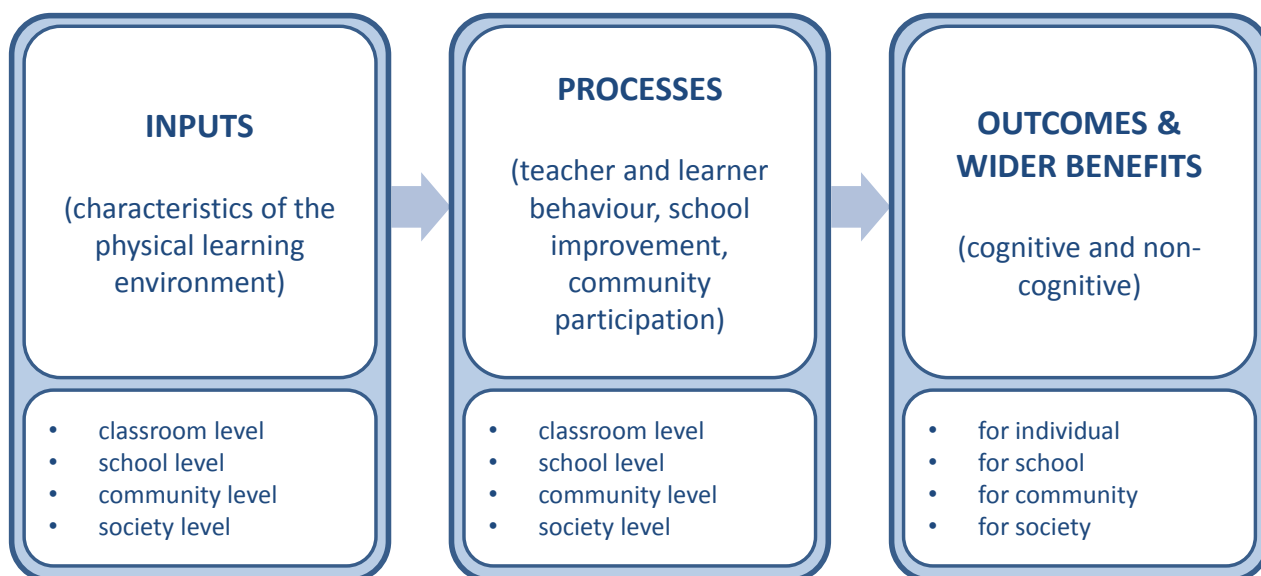 INPUTS
(characteristics of the
physical learning
environment)
• classroom level
• school level
• community level
• society level
PROCESSES
(teacher and learner
behaviour, school
improvement,
community
participation)
• classroom level
• school level
• community level
• society level
OUTCOMES &
WIDER BENEFITS
(cognitive and non-
cognitive)
• for individual
• for school
• for community
• for society